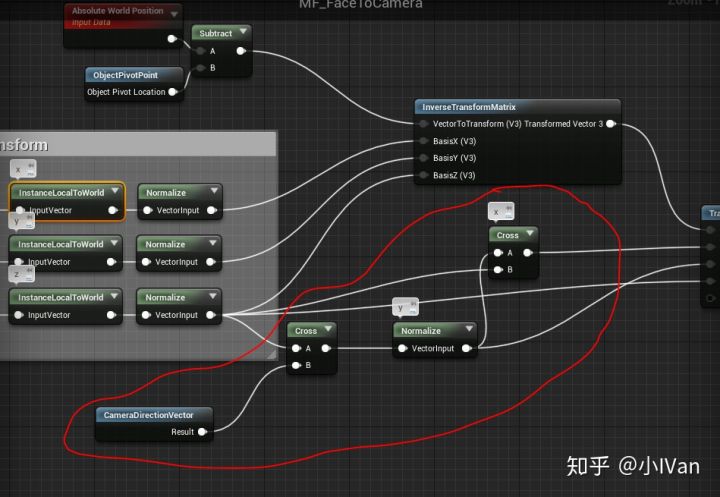 MF_FaceToCamera
Zoom
Absolute World Position
Input Data
Subtract
A
B
ObjectPivotPoint
Object Pivot Location
InverseTransformMatrix
VectorToTransform (V3) Transformed Vector 3
BasisX (V3)
BasisY (V3)
BasisZ (V3)
nsform
x
InstanceLocalToWorld
Normalize
InputVector
VectorInput
y
InstanceLocalToWorld
Normalize
InputVector
VectorInput
z
InstanceLocalToWorld
Normalize
InputVector
VectorInput
x
Cross
A
B
Tra
y
Cross
Normalize
A
VectorInput
B
CameraDirectionVector
Result
知乎 @小IVan